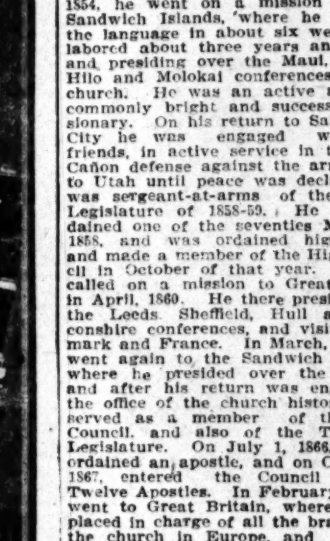 1854, he went on a mission
Sandwich Islands, where he
the language in about six we
labored about three years an
and presiding over the Maui,
Hilo and Molokai conferences
church. He was an active a
commonly bright and success
sionary. On his return to Sa
City he was engaged w
friends, in active service in t
Cañon defense against the ar
to Utah until peace was decl
was sergeant-at-arms of the
Legislature of 1858-59. He
dained one of the seventies M
1858, and was ordained hig
and made a member of the Hi
cil in October of that year.
called on a mission to Great
in April, 1860. He there presi
the Leeds. Sheffield, Hull a
conshire conferences, and visi
mark and France. In March,
went again to the Sandwich
where he presided over the
and after his return was en
the office of the church histo
served as a member of t
Council. and also of the T
Legislature. On July 1, 1866,
ordained an apostle, and on O
1867, entered the Council
Twelve Apostles. In Februar
went to Great Britain, where
placed in charge of all the bra
the church in Europe, and